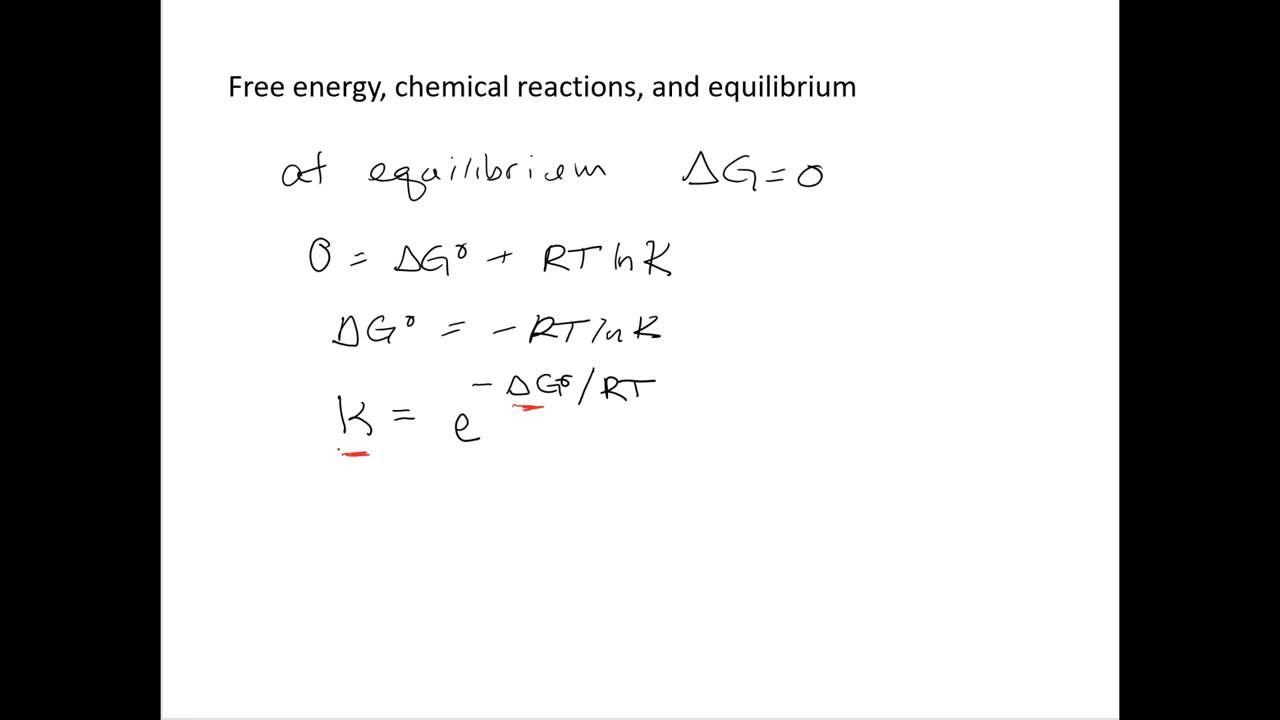 Free energy, chemical reactions, and equilibrium
at equilibrium ΔG = 0
0 = ΔG° + RT ln K
ΔG° = - RT ln K
K = e^{-ΔG°/RT}